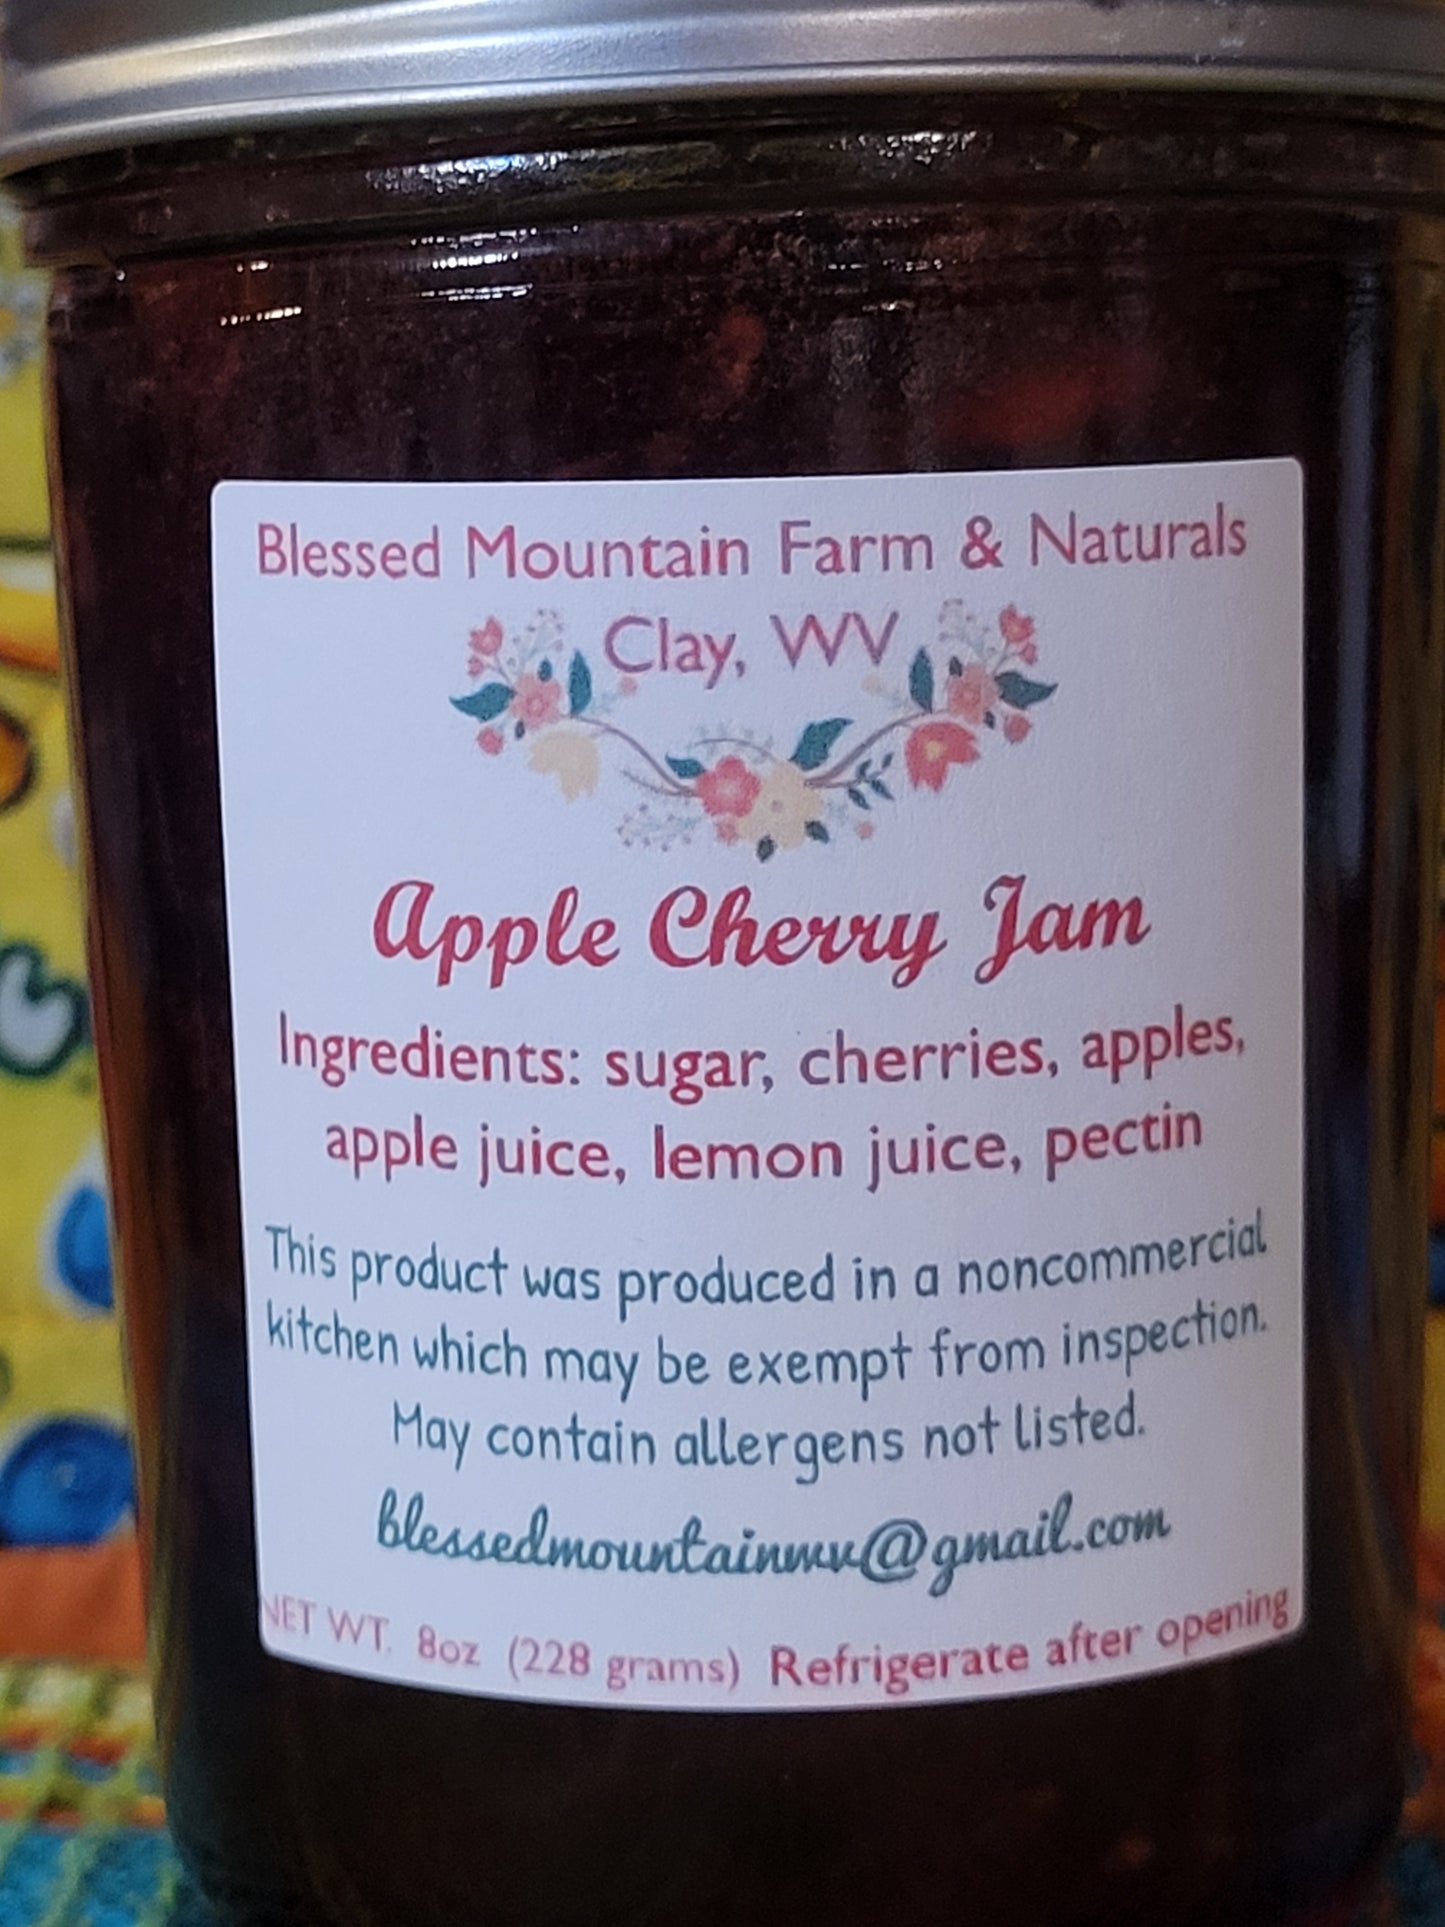 Blessed Mountain Farm & Naturals
Clay, WV
Apple Cherry Jam
Ingredients: sugar, cherries, apples,
apple juice, lemon juice, pectin
This product was produced in a noncommercial
kitchen which may be exempt from inspection.
May contain allergens not listed.
blessedmountainwv@gmail.com
NET WT. 8oz (228 grams) Refrigerate after opening